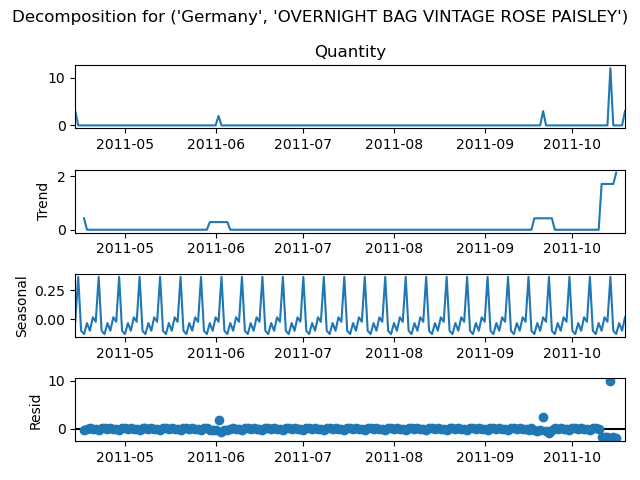 Decomposition for ('Germany', 'OVERNIGHT BAG VINTAGE ROSE PAISLEY')
Quantity
10
0
2011-05 2011-06 2011-07 2011-08 2011-09 2011-10
Trend
2
0
2011-05 2011-06 2011-07 2011-08 2011-09 2011-10
Seasonal
0.25
0.00
2011-05 2011-06 2011-07 2011-08 2011-09 2011-10
Resid
10
0
2011-05 2011-06 2011-07 2011-08 2011-09 2011-10